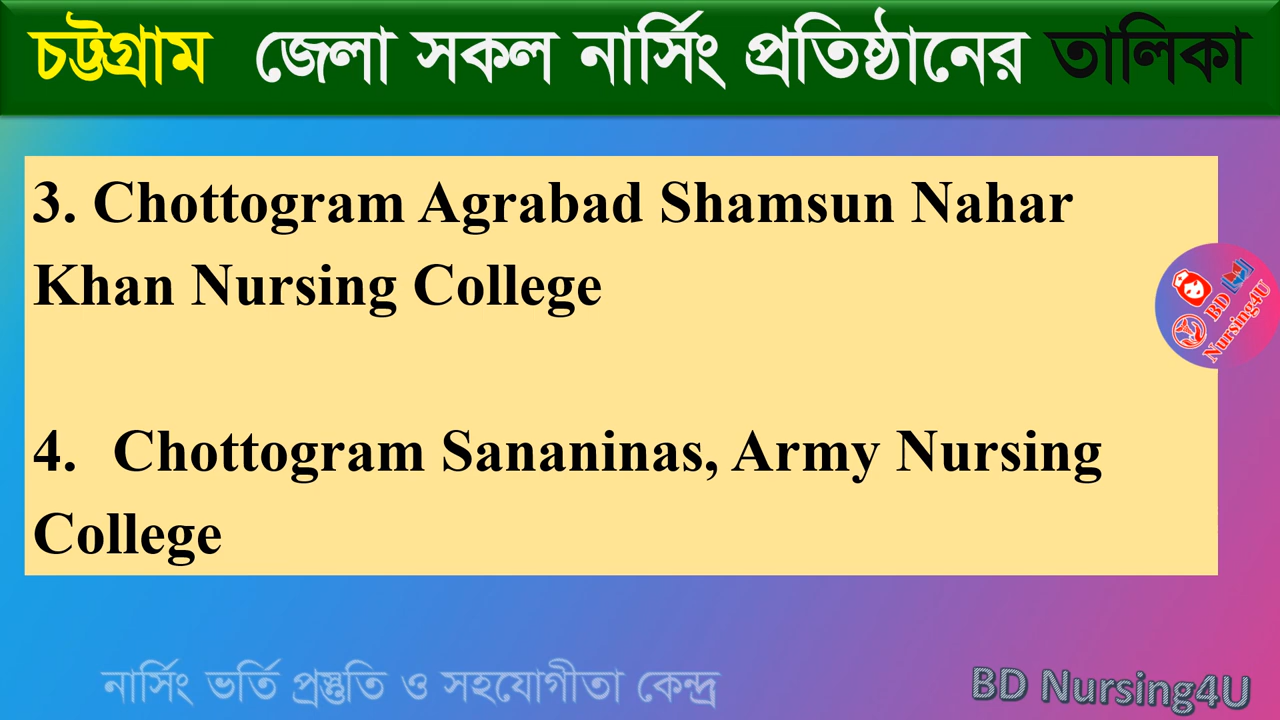 চট্টগ্রাম জেলা সকল নার্সিং প্রতিষ্ঠানের তালিকা
3. Chottogram Agrabad Shamsun Nahar
Khan Nursing College
BD
Nursing4U
4. Chottogram Sananinas, Army Nursing
College
নার্সিং ভর্তি প্রস্তুতি ও সহযোগীতা কেন্দ্র
BD Nursing4U